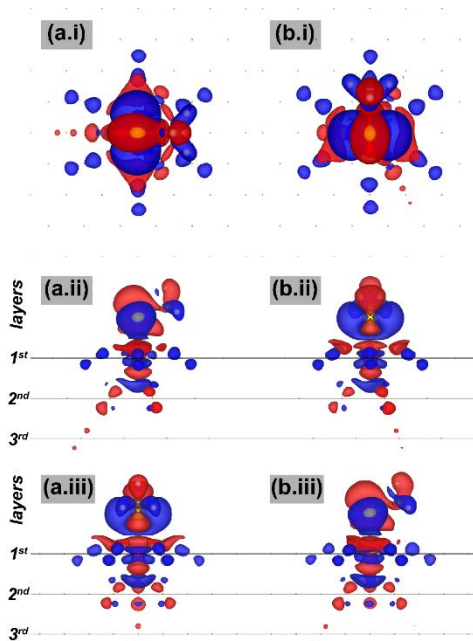 (a.i) (b.i)
(a.ii) (b.ii)
layers
1st
2nd
3rd
(a.iii) (b.iii)
layers
1st
2nd
3rd